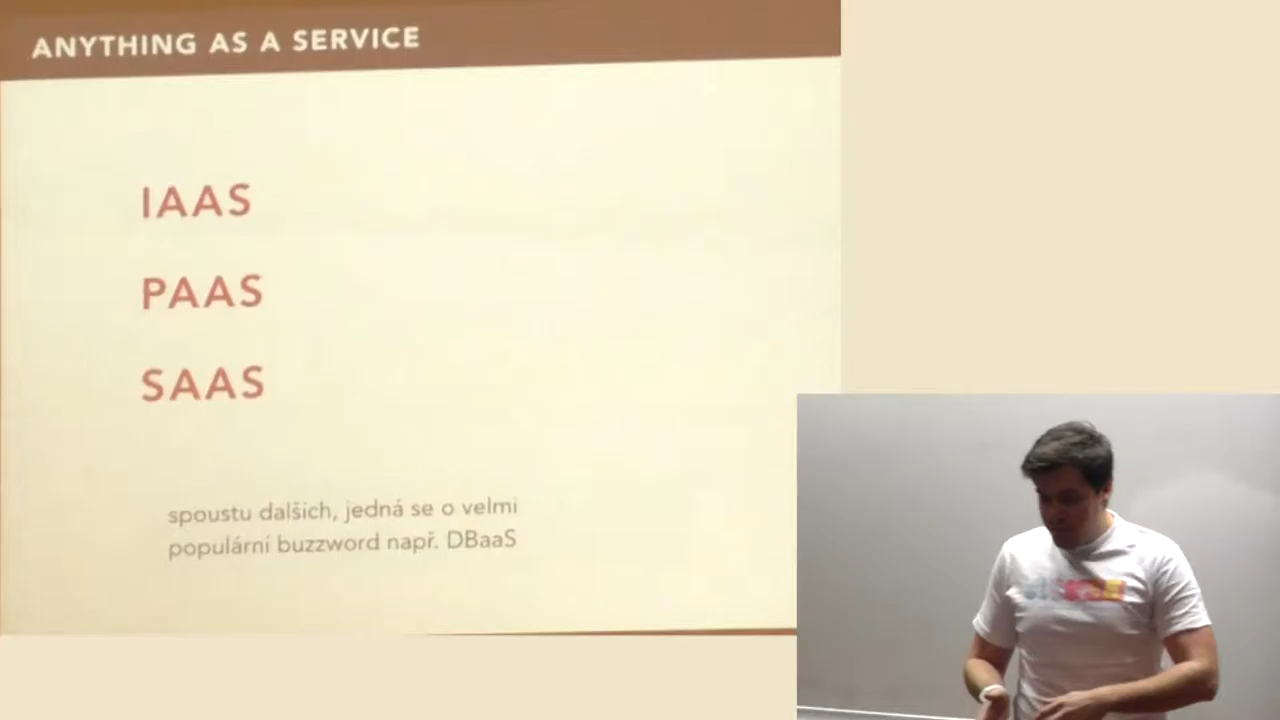 ANYTHING AS A SERVICE
IAAS
PAAS
SAAS
spoustu dalších, jedná se o velmi
populární buzzword např. DBaaS